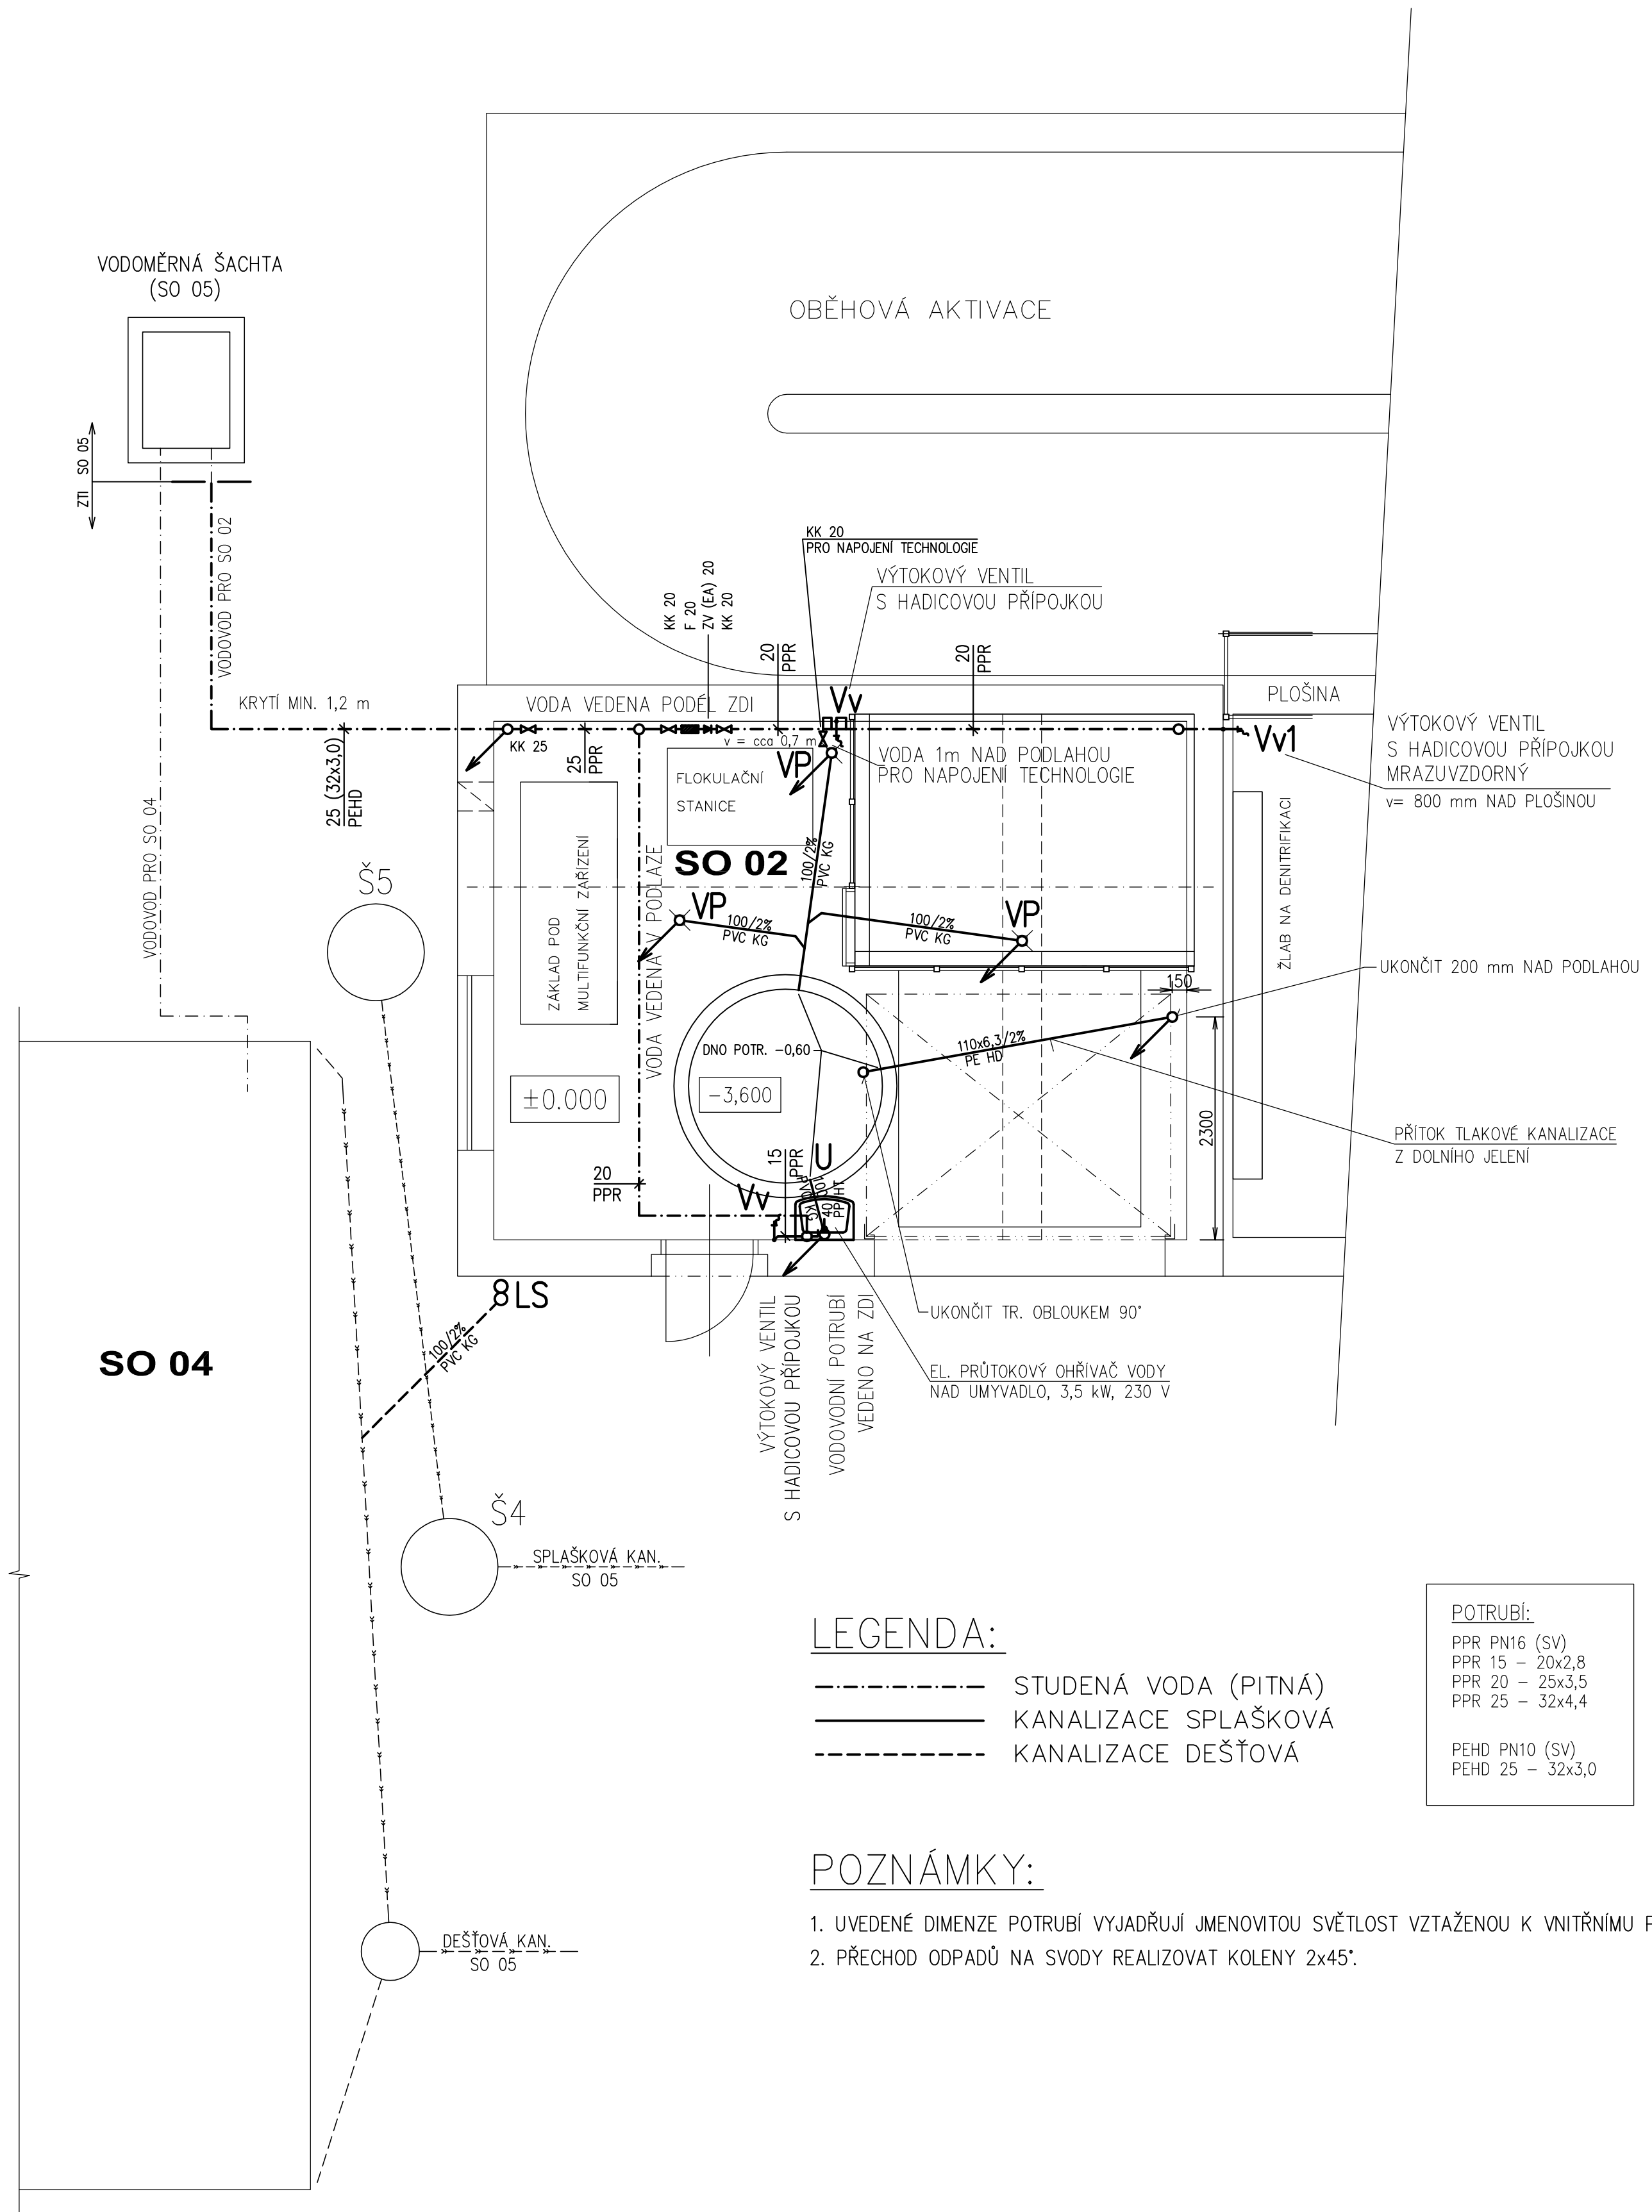 VODOMĚRNÁ ŠACHTA
(SO 05)
OBĚHOVÁ AKTIVACE
ZTI SO 05
VODOVOD PRO SO 02
KK 20
PRO NAPOJENÍ TECHNOLOGIE
VÝTOKOVÝ VENTIL
S HADICOVOU PŘÍPOJKOU
KK 20
F 20
ZV (EA) 20
KK 20
20
PPR
20
PPR
KRYTÍ MIN. 1,2 m
VODA VEDENA PODÉL ZDI
Vv
PLOŠINA
VÝTOKOVÝ VENTIL
S HADICOVOU PŘÍPOJKOU
MRAZUVZDORNÝ
v= 800 mm NAD PLOŠINOU
Vv1
KK 25
25
PPR
v = cca 0,7 m
VP
VODA 1m NAD PODLAHOU
PRO NAPOJENÍ TECHNOLOGIE
25 (32x3,0)
PEHD
FLOKULAČNÍ
STANICE
VODOVOD PRO SO 04
ZÁKLAD POD
MULTIFUNKČNÍ ZAŘÍZENÍ
VODA VEDENA V PODLAZE
SO 02
100/2%
PVC KG
ŽLAB NA DENTRIFIKACI
Š5
VP
100/2%
PVC KG
100/2%
PVC KG
VP
UKONČIT 200 mm NAD PODLAHOU
150
DNO POTR. -0,60
110x6,3/2%
PE HD
±0.000
-3,600
2300
PŘÍTOK TLAKOVÉ KANALIZACE
Z DOLNÍHO JELENÍ
20
PPR
15
PPR
U
Vv
100
PVC KG
40
PP HT
8LS
100/2%
PVC KG
SO 04
VÝTOKOVÝ VENTIL
S HADICOVOU PŘÍPOJKOU
VODOVODNÍ POTRUBÍ
VEDENO NA ZDI
UKONČIT TR. OBLOUKEM 90°
EL. PRŮTOKOVÝ OHŘÍVAČ VODY
NAD UMYVADLO, 3,5 kW, 230 V
Š4
SPLAŠKOVÁ KAN.
SO 05
LEGENDA:
STUDENÁ VODA (PITNÁ)
KANALIZACE SPLAŠKOVÁ
KANALIZACE DEŠŤOVÁ
POTRUBÍ:
PPR PN16 (SV)
PPR 15 - 20x2,8
PPR 20 - 25x3,5
PPR 25 - 32x4,4
PEHD PN10 (SV)
PEHD 25 - 32x3,0
POZNÁMKY:
1. UVEDENÉ DIMENZE POTRUBÍ VYJADŘUJÍ JMENOVITOU SVĚTLOST VZTAŽENOU K VNITŘNÍMU
2. PŘECHOD ODPADŮ NA SVODY REALIZOVAT KOLENY 2x45°.
DEŠŤOVÁ KAN.
SO 05